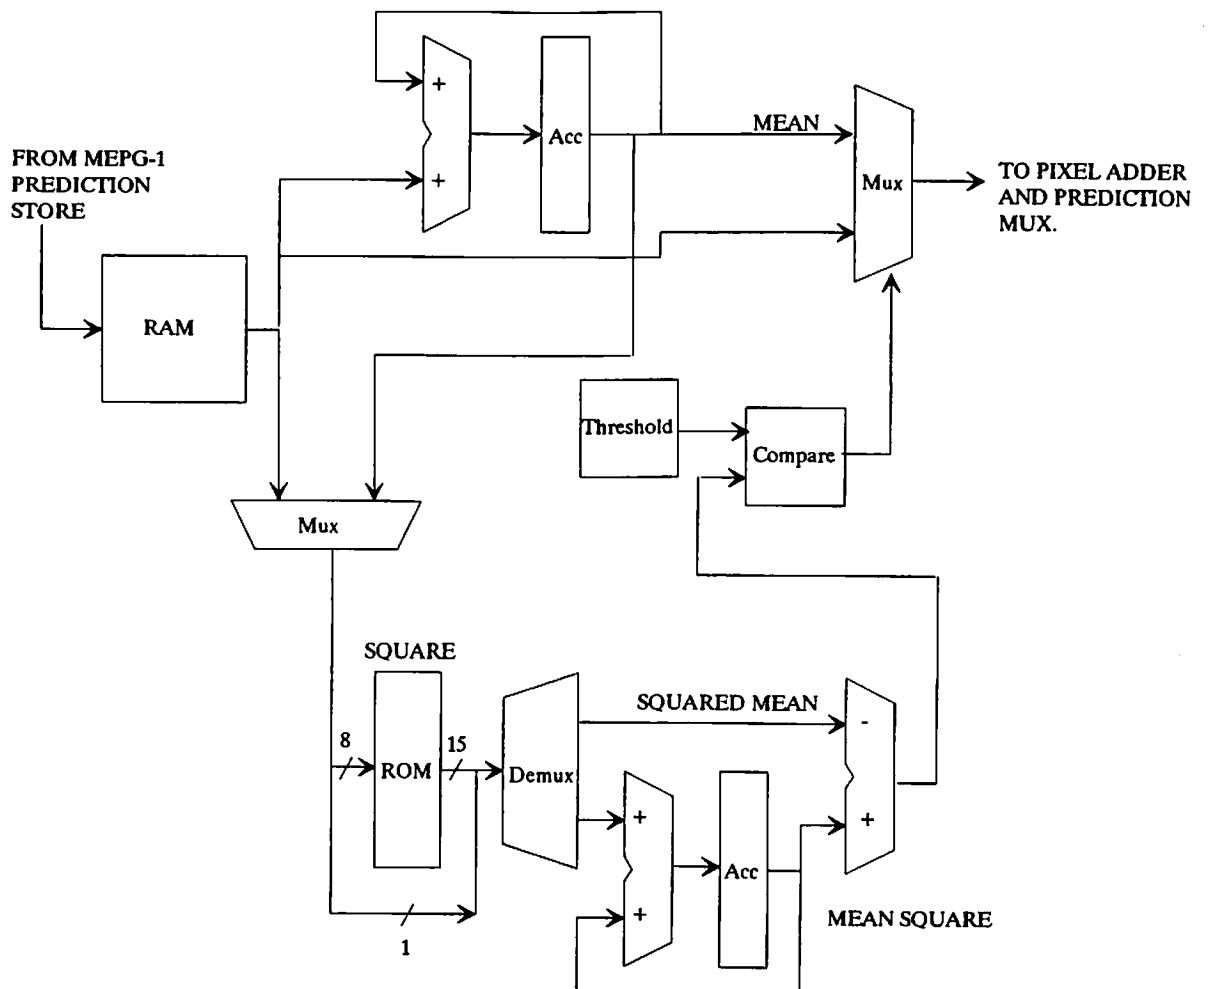 +
Acc
MEAN
FROM MEPG-1
PREDICTION
STORE
+
Mux
TO PIXEL ADDER
AND PREDICTION
MUX.
RAM
Threshold
Compare
Mux
SQUARE
SQUARED MEAN
-
8
15
ROM
Demux
+
+
Acc
+
MEAN SQUARE
1